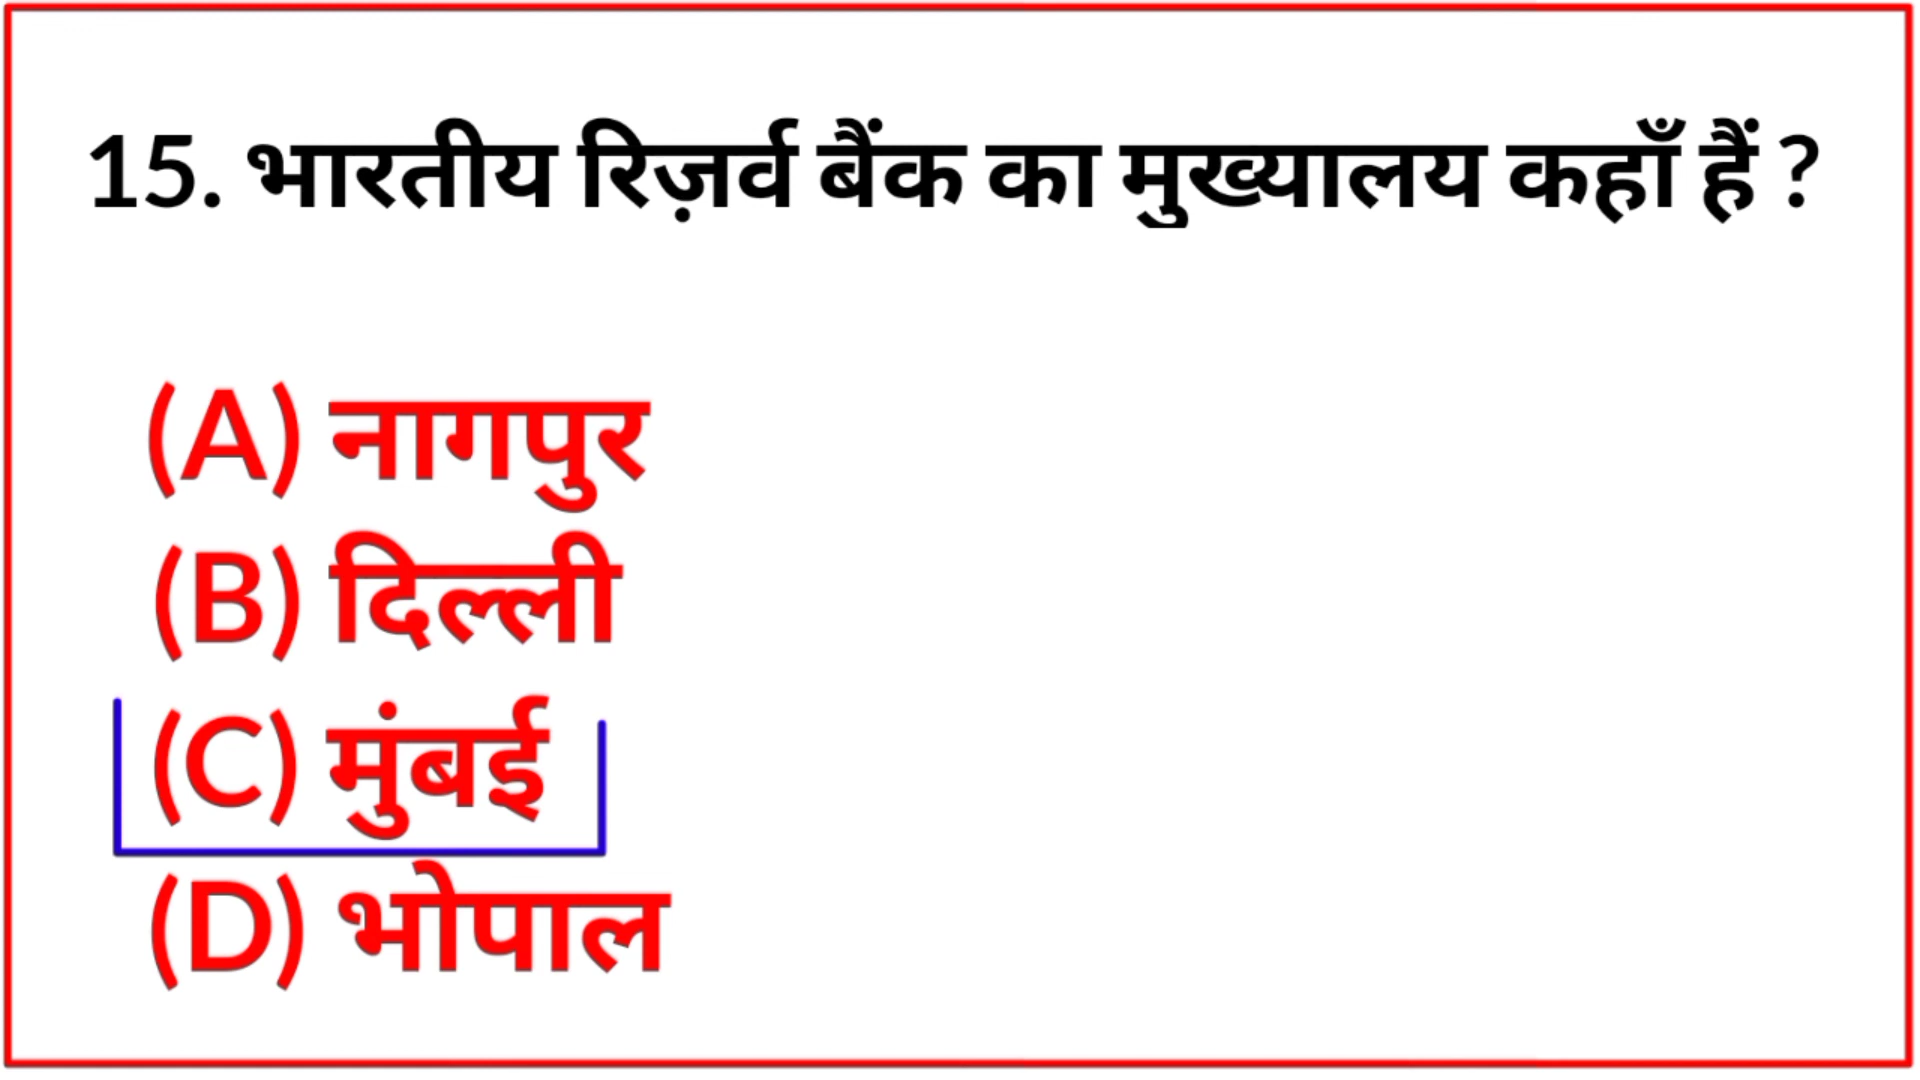 15. भारतीय रिज़र्व बैंक का मुख्यालय कहाँ हैं ?
(A) नागपुर
(B) दिल्ली
(C) मुंबई
(D) भोपाल